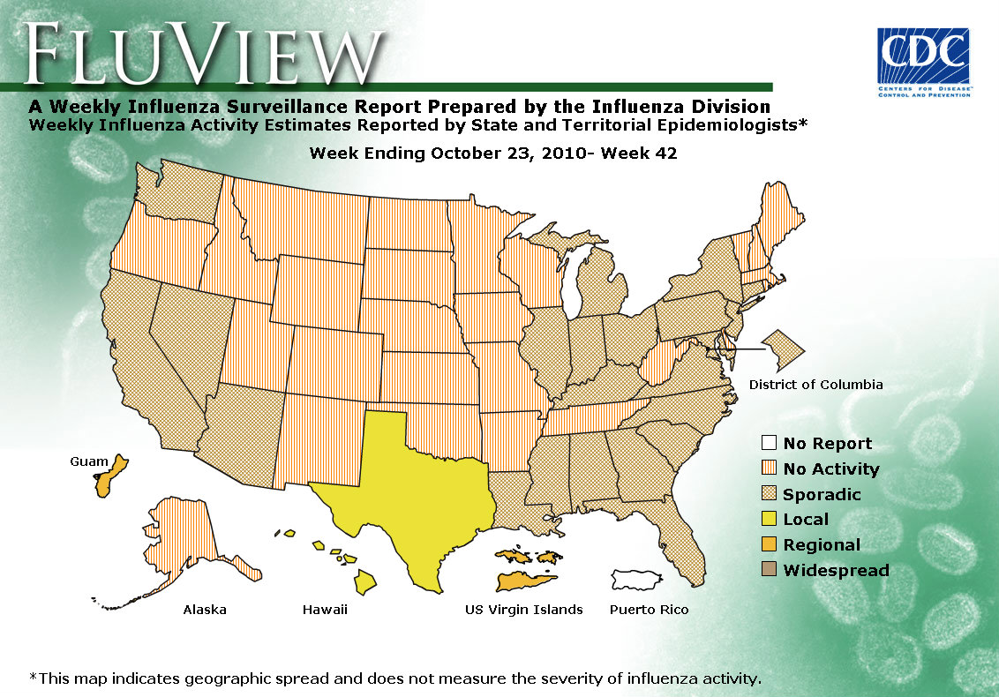 FLUVIEW
CDC
CENTERS FOR DISEASE™
CONTROL AND PREVENTION
A Weekly Influenza Surveillance Report Prepared by the Influenza Division
Weekly Influenza Activity Estimates Reported by State and Territorial Epidemiologists*
Week Ending October 23, 2010- Week 42
District of Columbia
No Report
Guam
No Activity
Sporadic
Local
Regional
Widespread
Alaska
Hawaii
US Virgin Islands
Puerto Rico
*This map indicates geographic spread and does not measure the severity of influenza activity.